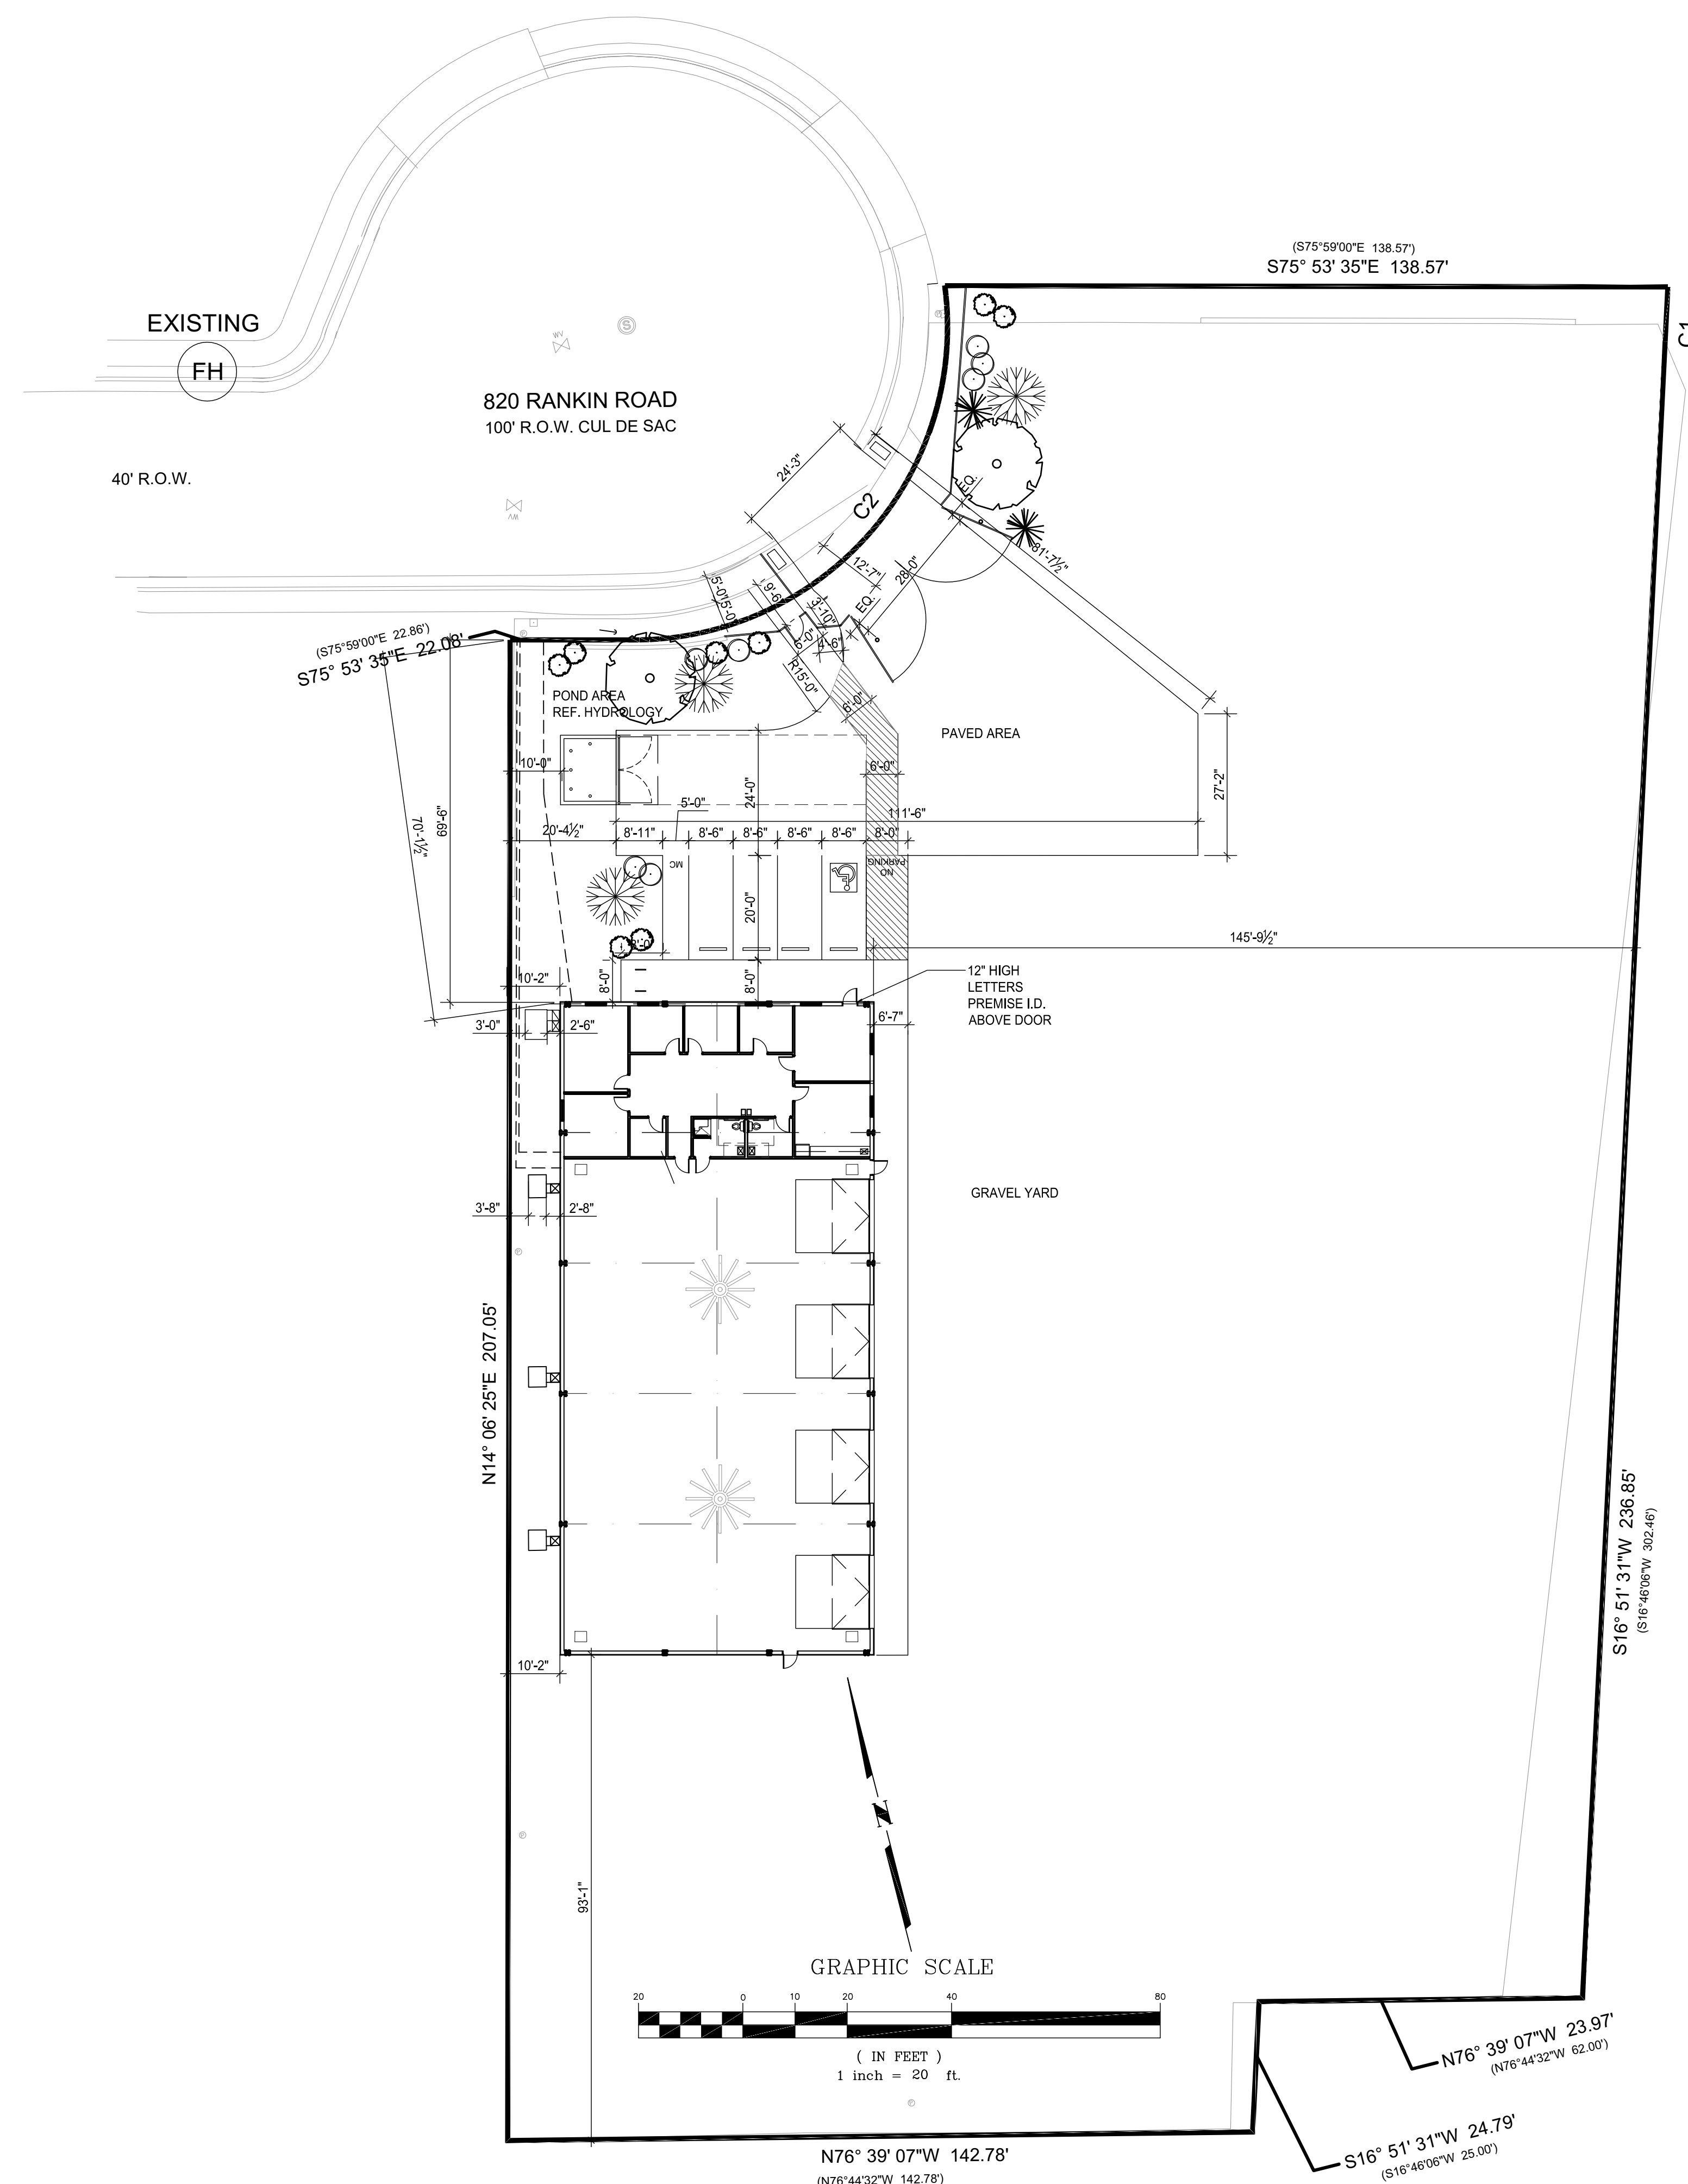 (S75°59'00"E 138.57')
S75° 53' 35"E 138.57'
C1
EXISTING
FH
S
WV
820 RANKIN ROAD
100' R.O.W. CUL DE SAC
40' R.O.W.
WV
24'-3"
C2
EQ.
81'-7½"
12'-7"
28'-0"
5'-0"
15'-0"
9'-6"
3'-10"
EQ.
6'-0"
4'-6"
R15'-0"
6'-0"
(S75°59'00"E 22.86')
S75° 53' 35"E 22.08'
POND AREA
REF. HYDROLOGY
PAVED AREA
10'-0"
6'-0"
24'-0"
5'-0"
111'-6"
27'-2"
69'-6"
70'-1½"
20'-4½"
8'-11"
8'-6"
8'-6"
8'-6"
8'-6"
8'-0"
MC
NO
PARKING
20'-0"
145'-9½"
8'-0"
8'-0"
10'-2"
12" HIGH
LETTERS
PREMISE I.D.
ABOVE DOOR
3'-0"
2'-6"
6'-7"
GRAVEL YARD
3'-8"
2'-8"
N14° 06' 25"E 207.05'
S16° 51' 31"W 236.85'
(S16°46'06"W 302.46')
10'-2"
93'-1"
N
GRAPHIC SCALE
20 0 10 20 40 80
( IN FEET )
1 inch = 20 ft.
N76° 39' 07"W 23.97'
(N76°44'32"W 62.00')
S16° 51' 31"W 24.79'
(S16°46'06"W 25.00')
N76° 39' 07"W 142.78'
(N76°44'32"W 142.78')